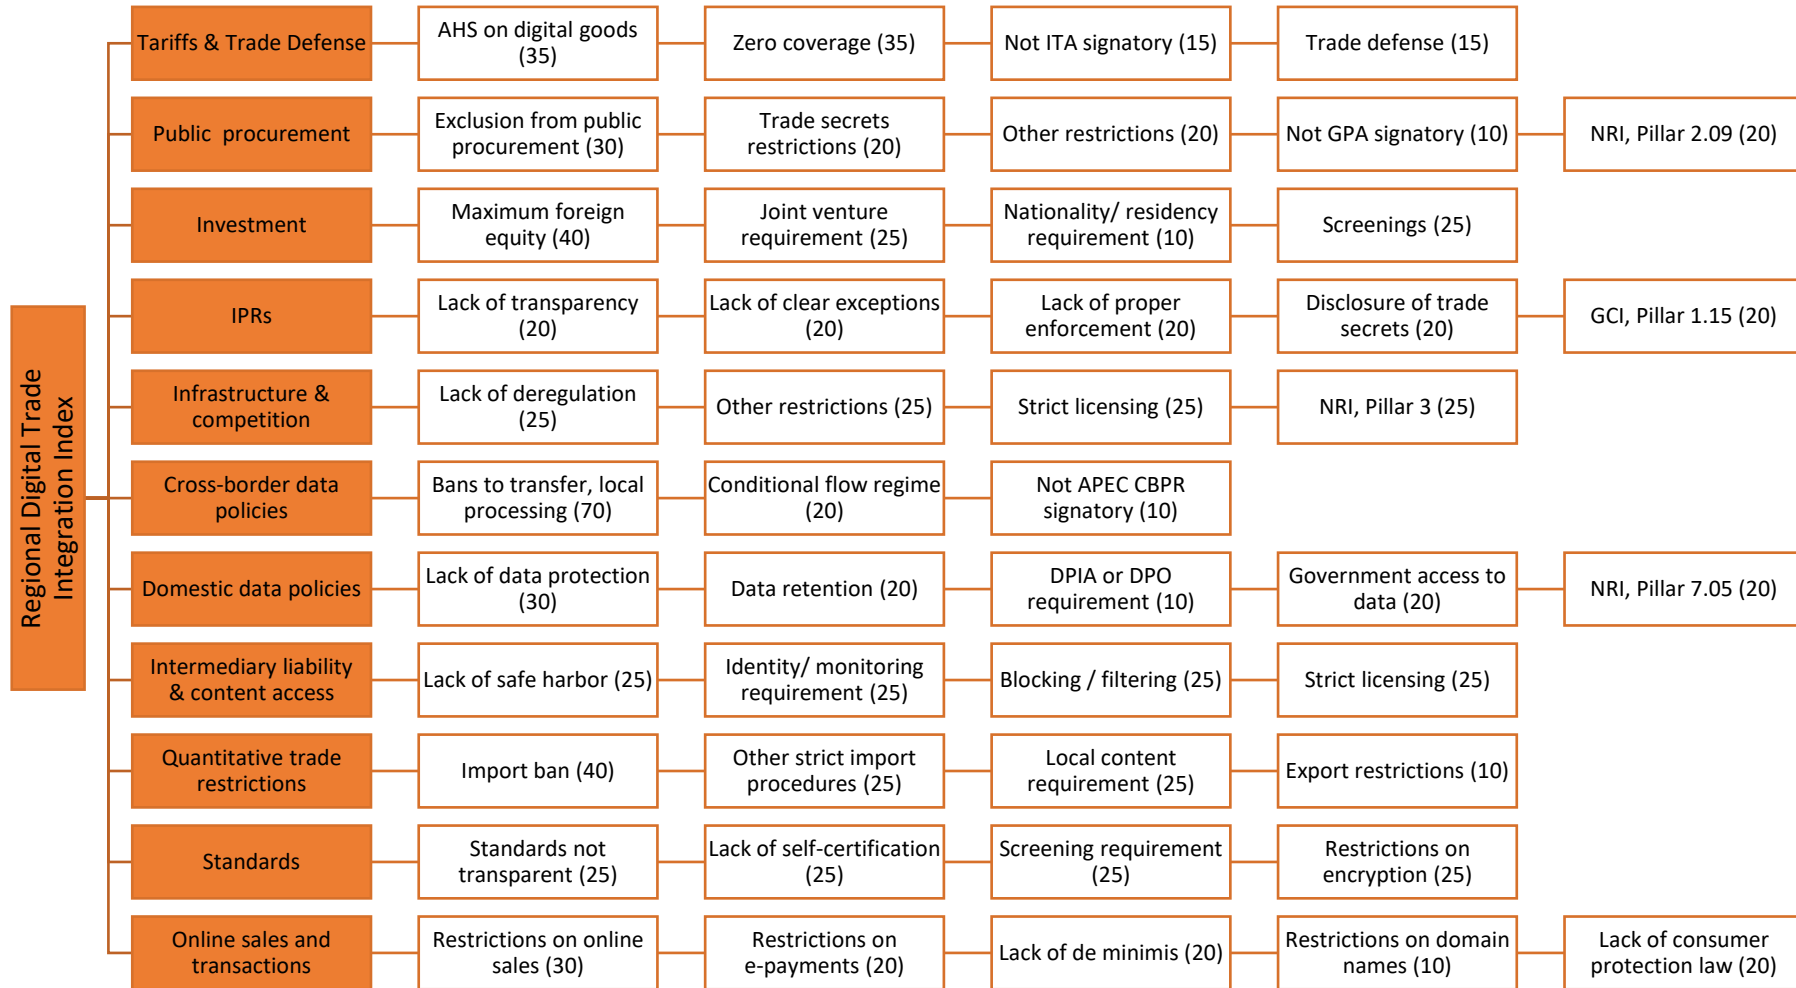 Regional Digital Trade
Integration Index
Tariffs & Trade Defense
AHS on digital goods
(35)
Zero coverage (35)
Not ITA signatory (15)
Trade defense (15)
Public procurement
Exclusion from public
procurement (30)
Trade secrets
restrictions (20)
Other restrictions (20)
Not GPA signatory (10)
NRI, Pillar 2.09 (20)
Investment
Maximum foreign
equity (40)
Joint venture
requirement (25)
Nationality/ residency
requirement (10)
Screenings (25)
IPRs
Lack of transparency
(20)
Lack of clear exceptions
(20)
Lack of proper
enforcement (20)
Disclosure of trade
secrets (20)
GCI, Pillar 1.15 (20)
Infrastructure &
competition
Lack of deregulation
(25)
Other restrictions (25)
Strict licensing (25)
NRI, Pillar 3 (25)
Cross-border data
policies
Bans to transfer, local
processing (70)
Conditional flow regime
(20)
Not APEC CBPR
signatory (10)
Domestic data policies
Lack of data protection
(30)
Data retention (20)
DPIA or DPO
requirement (10)
Government access to
data (20)
NRI, Pillar 7.05 (20)
Intermediary liability
& content access
Lack of safe harbor (25)
Identity/ monitoring
requirement (25)
Blocking / filtering (25)
Strict licensing (25)
Quantitative trade
restrictions
Import ban (40)
Other strict import
procedures (25)
Local content
requirement (25)
Export restrictions (10)
Standards
Standards not
transparent (25)
Lack of self-certification
(25)
Screening requirement
(25)
Restrictions on
encryption (25)
Online sales and
transactions
Restrictions on online
sales (30)
Restrictions on
e-payments (20)
Lack of de minimis (20)
Restrictions on domain
names (10)
Lack of consumer
protection law (20)